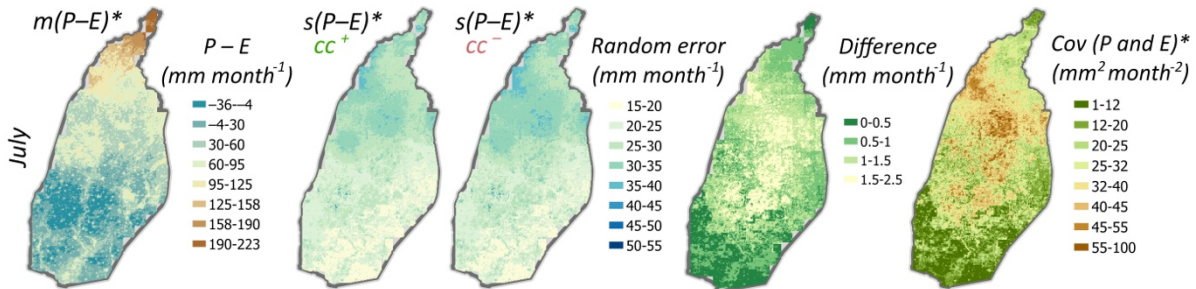 July
m(P–E)*
P – E
(mm month-1)
–36-–4
–4-30
30-60
60-95
95-125
125-158
158-190
190-223
s(P–E)*
cc +
s(P–E)*
cc –
Random error
(mm month-1)
15-20
20-25
25-30
30-35
35-40
40-45
45-50
50-55
Difference
(mm month-1)
0-0.5
0.5-1
1-1.5
1.5-2.5
Cov (P and E)*
(mm2 month-2)
1-12
12-20
20-25
25-32
32-40
40-45
45-55
55-100